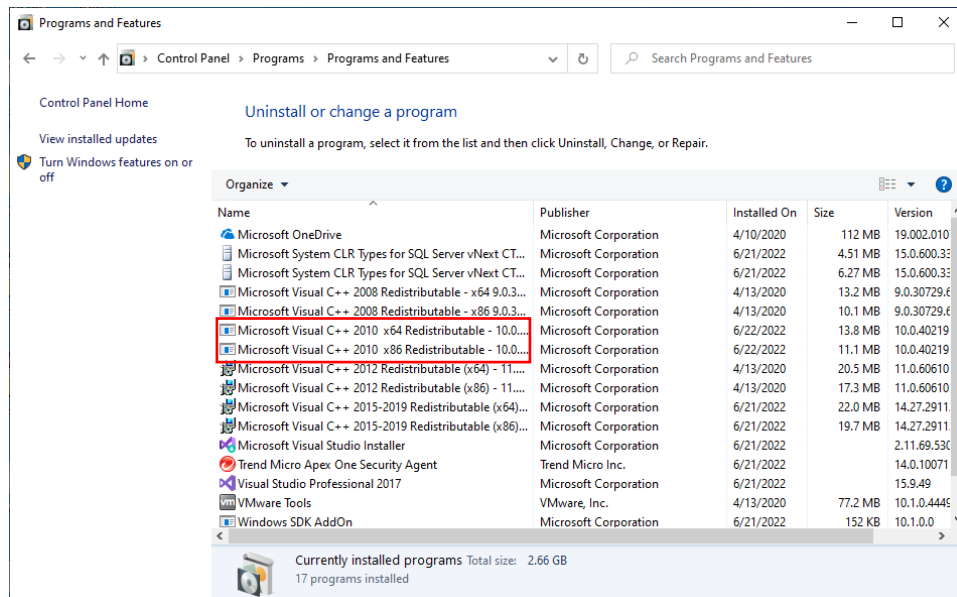 Programs and Features
Control Panel > Programs > Programs and Features
Search Programs and Features
Control Panel Home
View installed updates
Turn Windows features on or
off
Uninstall or change a program
To uninstall a program, select it from the list and then click Uninstall, Change, or Repair.
Organize
Name Publisher Installed On Size Version
Microsoft OneDrive Microsoft Corporation 4/10/2020 112 MB 19.002.010
Microsoft System CLR Types for SQL Server vNext CT... Microsoft Corporation 6/21/2022 4.51 MB 15.0.600.33
Microsoft System CLR Types for SQL Server vNext CT... Microsoft Corporation 6/21/2022 6.27 MB 15.0.600.33
Microsoft Visual C++ 2008 Redistributable - x64 9.0.3... Microsoft Corporation 4/13/2020 13.2 MB 9.0.30729.6
Microsoft Visual C++ 2008 Redistributable - x86 9.0.3... Microsoft Corporation 4/13/2020 10.1 MB 9.0.30729.6
Microsoft Visual C++ 2010 x64 Redistributable - 10.0.... Microsoft Corporation 6/22/2022 13.8 MB 10.0.40219
Microsoft Visual C++ 2010 x86 Redistributable - 10.0.... Microsoft Corporation 6/22/2022 11.1 MB 10.0.40219
Microsoft Visual C++ 2012 Redistributable (x64) - 11.... Microsoft Corporation 4/13/2020 20.5 MB 11.0.60610
Microsoft Visual C++ 2012 Redistributable (x86) - 11.... Microsoft Corporation 4/13/2020 17.3 MB 11.0.60610
Microsoft Visual C++ 2015-2019 Redistributable (x64)... Microsoft Corporation 6/21/2022 22.0 MB 14.27.2911.
Microsoft Visual C++ 2015-2019 Redistributable (x86)... Microsoft Corporation 6/21/2022 19.7 MB 14.27.2911.
Microsoft Visual Studio Installer Microsoft Corporation 6/21/2022 2.11.69.530
Trend Micro Apex One Security Agent Trend Micro Inc. 6/21/2022 14.0.10071
Visual Studio Professional 2017 Microsoft Corporation 6/21/2022 15.9.49
vm VMware Tools VMware, Inc. 4/13/2020 77.2 MB 10.1.0.4449
Windows SDK AddOn Microsoft Corporation 6/21/2022 152 KB 10.1.0.0
Currently installed programs Total size: 2.66 GB
17 programs installed